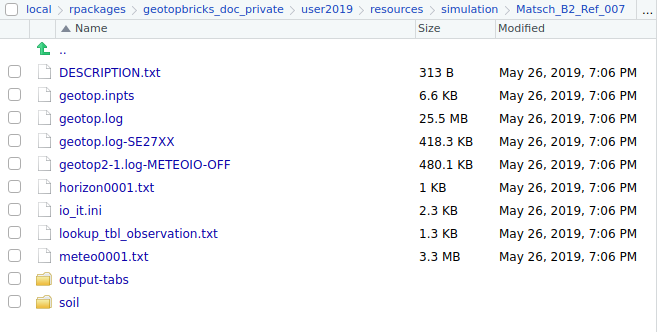 local rpackages geotopbricks_doc_private user2019 resources simulation Matsch_B2_Ref_007 ...
Name Size Modified
..
DESCRIPTION.txt 313 B May 26, 2019, 7:06 PM
geotop.inpts 6.6 KB May 26, 2019, 7:06 PM
geotop.log 25.5 MB May 26, 2019, 7:06 PM
geotop.log-SE27XX 418.3 KB May 26, 2019, 7:06 PM
geotop2-1.log-METEOIO-OFF 480.1 KB May 26, 2019, 7:06 PM
horizon0001.txt 1 KB May 26, 2019, 7:06 PM
io_it.ini 2.3 KB May 26, 2019, 7:06 PM
lookup_tbl_observation.txt 1.3 KB May 26, 2019, 7:06 PM
meteo0001.txt 3.3 MB May 26, 2019, 7:06 PM
output-tabs
soil